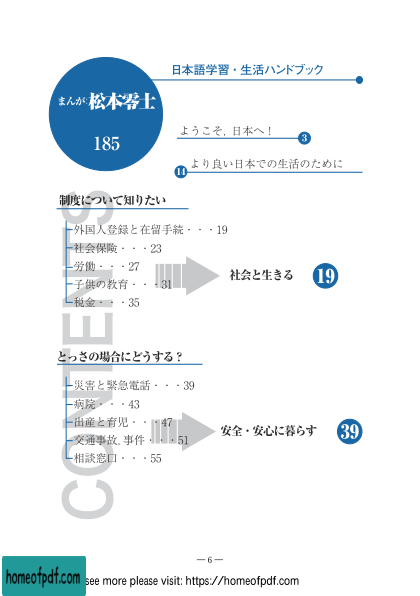 日本語学習・生活ハンドブック
まんが：松本零士
185
ようこそ, 日本へ！ 3
14 より良い日本での生活のために
制度について知りたい
外国人登録と在留手続・・・19
社会保険・・・23
労働・・・27
子供の教育・・・31
税金・・・35
社会と生きる 19
とっさの場合にどうする？
災害と緊急電話・・・39
病院・・・43
出産と育児・・・47
交通事故, 事件・・・51
相談窓口・・・55
安全・安心に暮らす 39
CONTENTS
― 6 ―
homeofpdf.com
see more please visit: https://homeofpdf.com